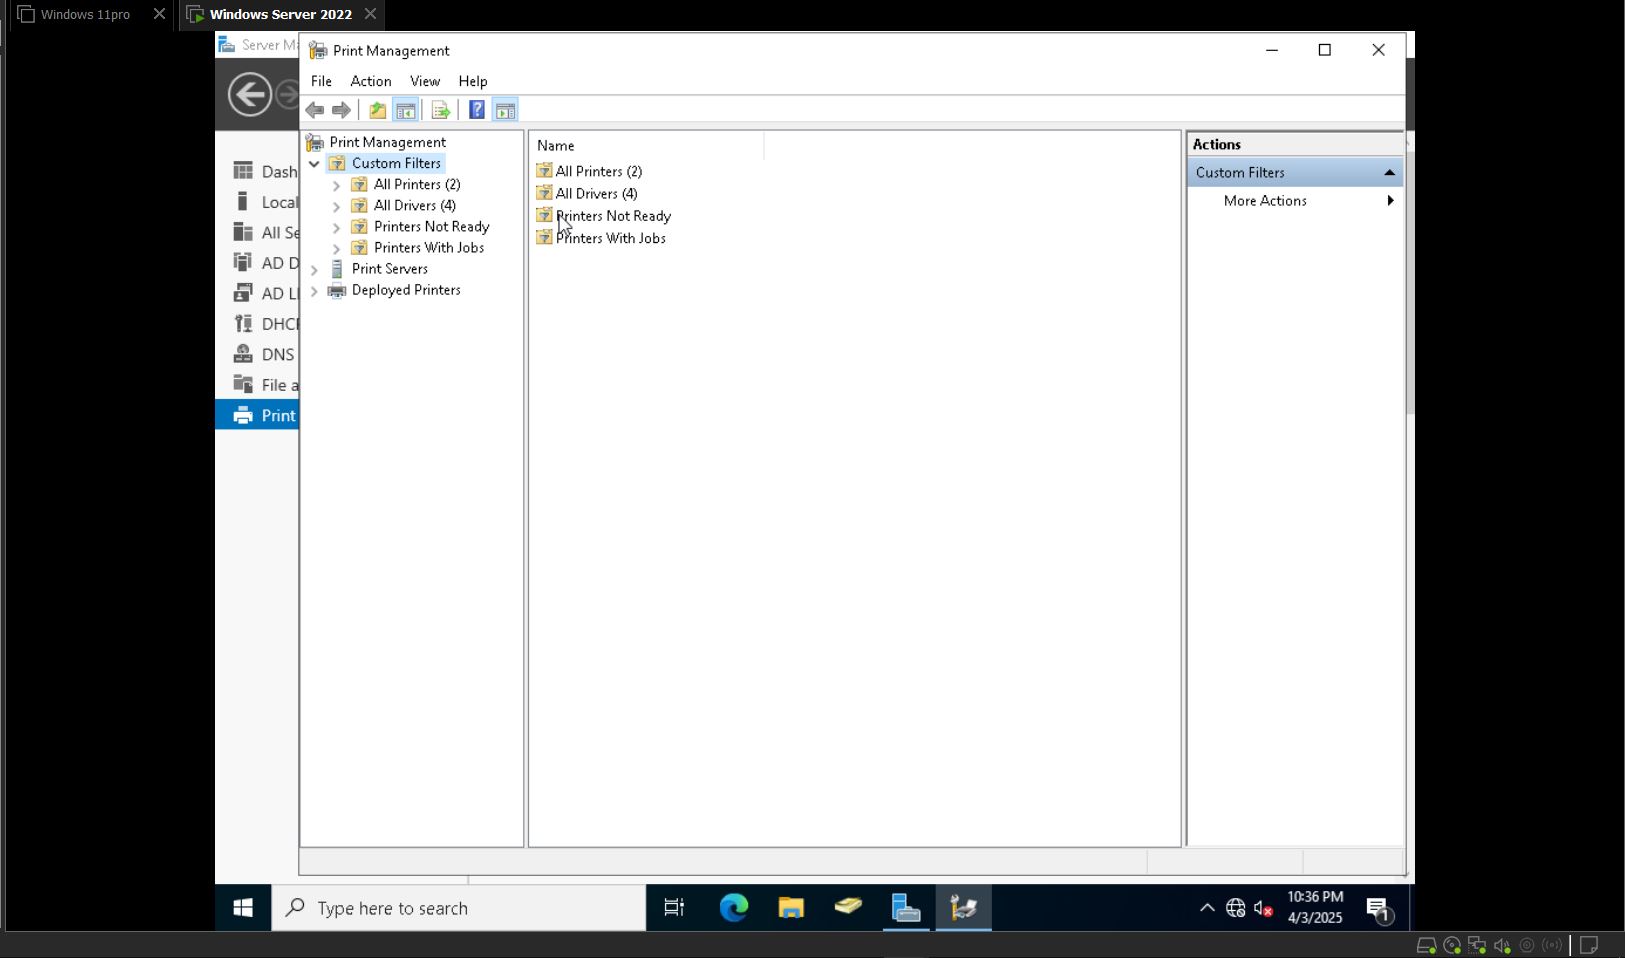 Windows 11pro
Windows Server 2022
Server Ma
Print Management
File Action View Help
Print Management
Custom Filters
All Printers (2)
All Drivers (4)
Printers Not Ready
Printers With Jobs
Print Servers
Deployed Printers
Name
All Printers (2)
All Drivers (4)
Printers Not Ready
Printers With Jobs
Actions
Custom Filters
More Actions
Dash
Local
All Se
AD D
AD L
DHC
DNS
File a
Print
Type here to search
10:36 PM
4/3/2025
1